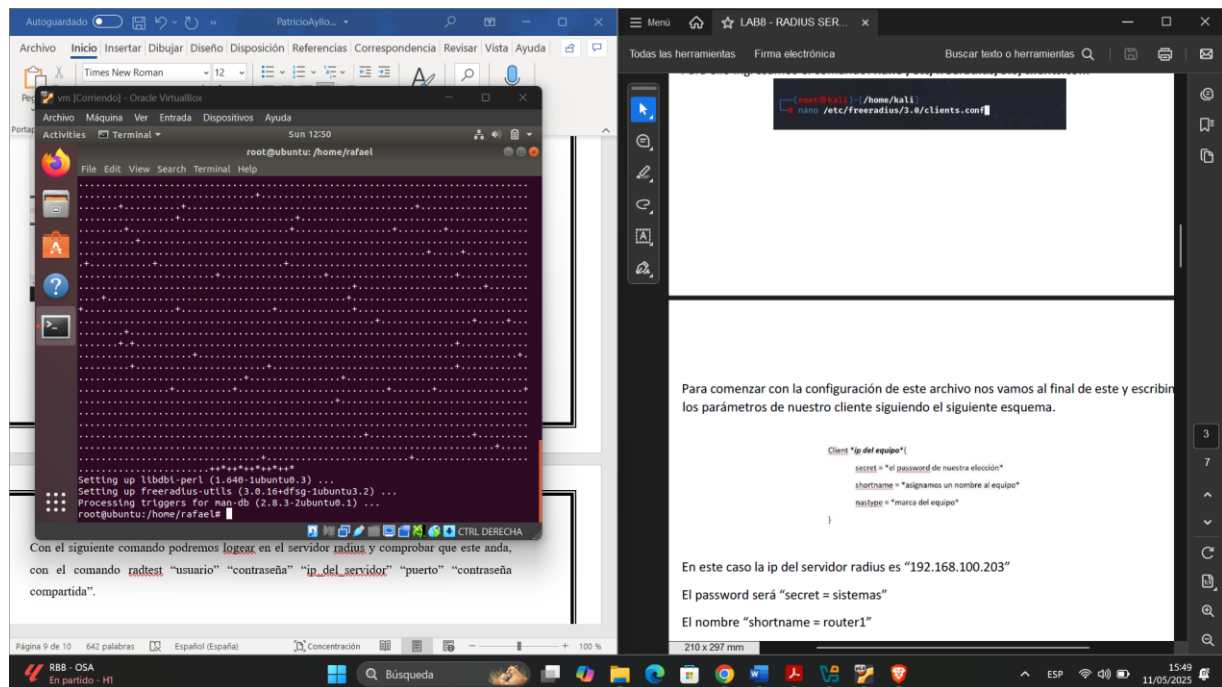 Autoguardado
PatricioAyllo...
Archivo Inicio Insertar Dibujar Diseño Disposición Referencias Correspondencia Revisar Vista Ayuda
Times New Roman
12
vm [Corriendo] - Oracle VirtualBox
Archivo Máquina Ver Entrada Dispositivos Ayuda
Activities Terminal Sun 12:50
root@ubuntu: /home/rafael
File Edit View Search Terminal Help
Setting up libdbi-perl (1.640-1ubuntu0.3) ...
Setting up freeradius-utils (3.0.16+dfsg-1ubuntu3.2) ...
Processing triggers for man-db (2.8.3-2ubuntu0.1) ...
root@ubuntu:/home/rafael#
CTRL DERECHA
Con el siguiente comando podremos logear en el servidor radius y comprobar que este anda,
con el comando radtest “usuario” “contraseña” “ip_del_servidor” “puerto” “contraseña
compartida”.
Página 9 de 10 642 palabras Español (España) Concentración 100 %
Menú LAB8 - RADIUS SER...
Todas las herramientas Firma electrónica Buscar texto o herramientas
(root kali)-[/home/kali]
# nano /etc/freeradius/3.0/clients.conf
Para comenzar con la configuración de este archivo nos vamos al final de este y escribin
los parámetros de nuestro cliente siguiendo el siguiente esquema.
Client *ip del equipo*{
secret = *el password de nuestra elección*
shortname = *asignamos un nombre al equipo*
nastype = *marca del equipo*
}
En este caso la ip del servidor radius es “192.168.100.203”
El password será “secret = sistemas”
El nombre “shortname = router1”
210 x 297 mm
3
7
RBB - OSA
En partido - H1
Búsqueda
ESP
15:49
11/05/2025